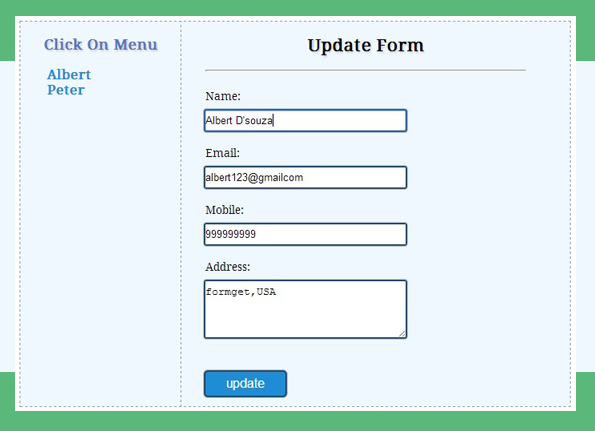 Click On Menu
Albert
Peter
Update Form
Name:
Albert D'souza
Email:
albert123@gmailcom
Mobile:
999999999
Address:
formget,USA
update